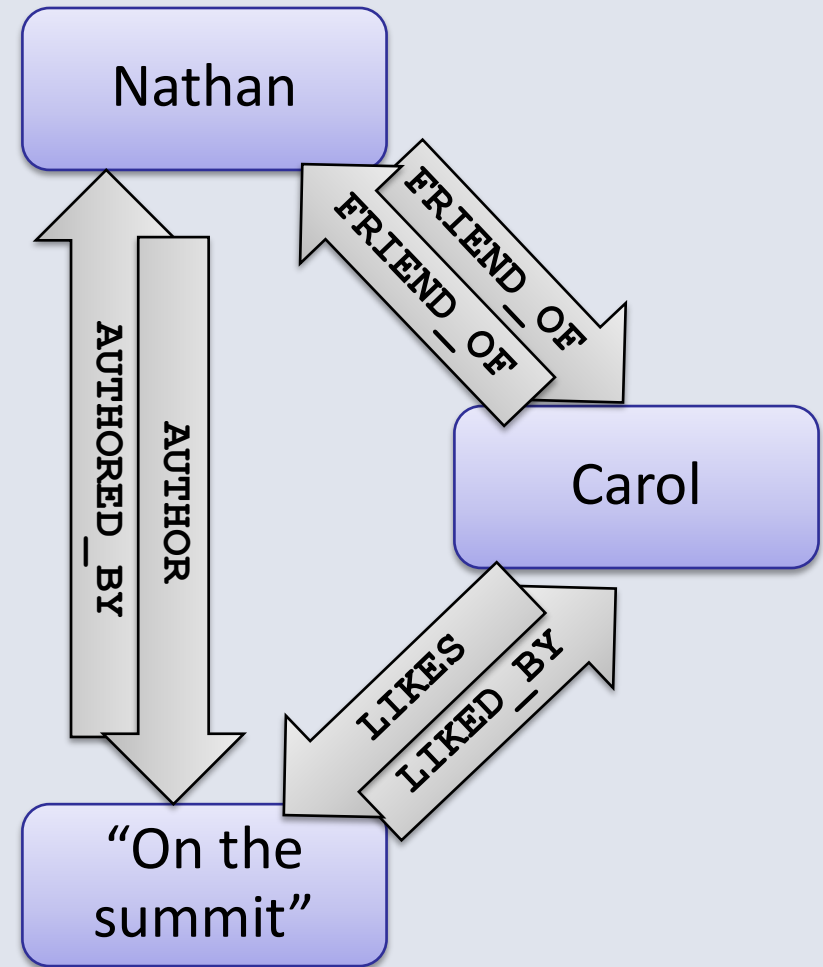 Nathan
FRIEND_OF
FRIEND_OF
AUTHORED_BY
AUTHOR
Carol
LIKES
LIKED_BY
“On the
summit”